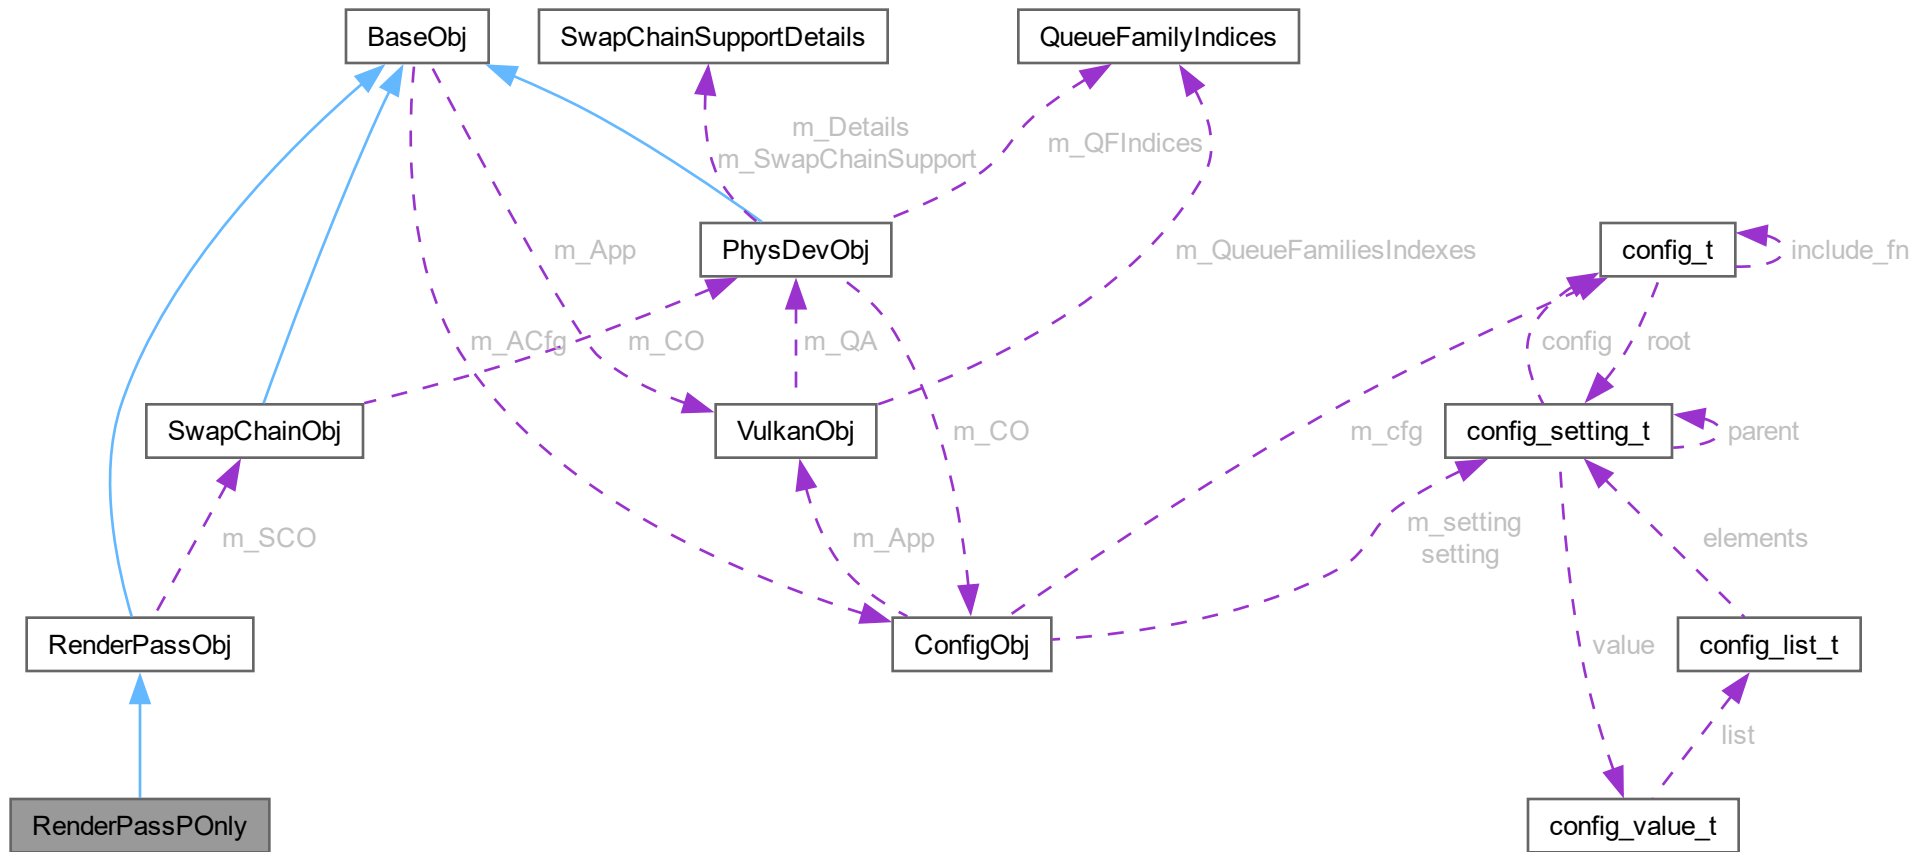 BaseObj
SwapChainSupportDetails
QueueFamilyIndices
m_Details
m_SwapChainSupport
m_QFIndices
m_App
PhysDevObj
m_QueueFamiliesIndexes
config_t
include_fn
m_ACfg
m_CO
m_QA
config
root
SwapChainObj
VulkanObj
m_CO
m_cfg
config_setting_t
parent
m_SCO
m_App
m_setting
setting
elements
RenderPassObj
ConfigObj
value
config_list_t
list
RenderPassPOnly
config_value_t